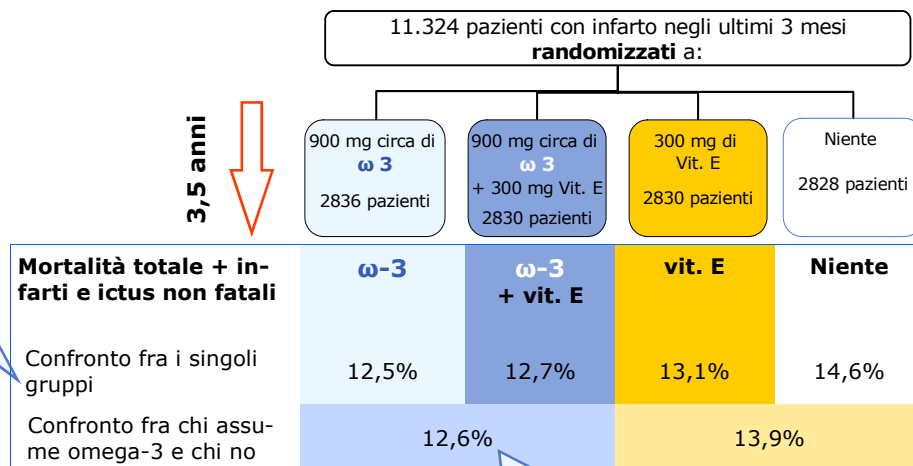 11.324 pazienti con infarto negli ultimi 3 mesi
randomizzati a:
3,5 anni
900 mg circa di
ω 3
2836 pazienti
900 mg circa di
ω 3
+ 300 mg Vit. E
2830 pazienti
300 mg di
Vit. E
2830 pazienti
Niente
2828 pazienti
Mortalità totale + in-
farti e ictus non fatali
ω-3
ω-3
+ vit. E
vit. E
Niente
Confronto fra i singoli
gruppi
12,5%
12,7%
13,1%
14,6%
Confronto fra chi assu-
me omega-3 e chi no
12,6%
13,9%